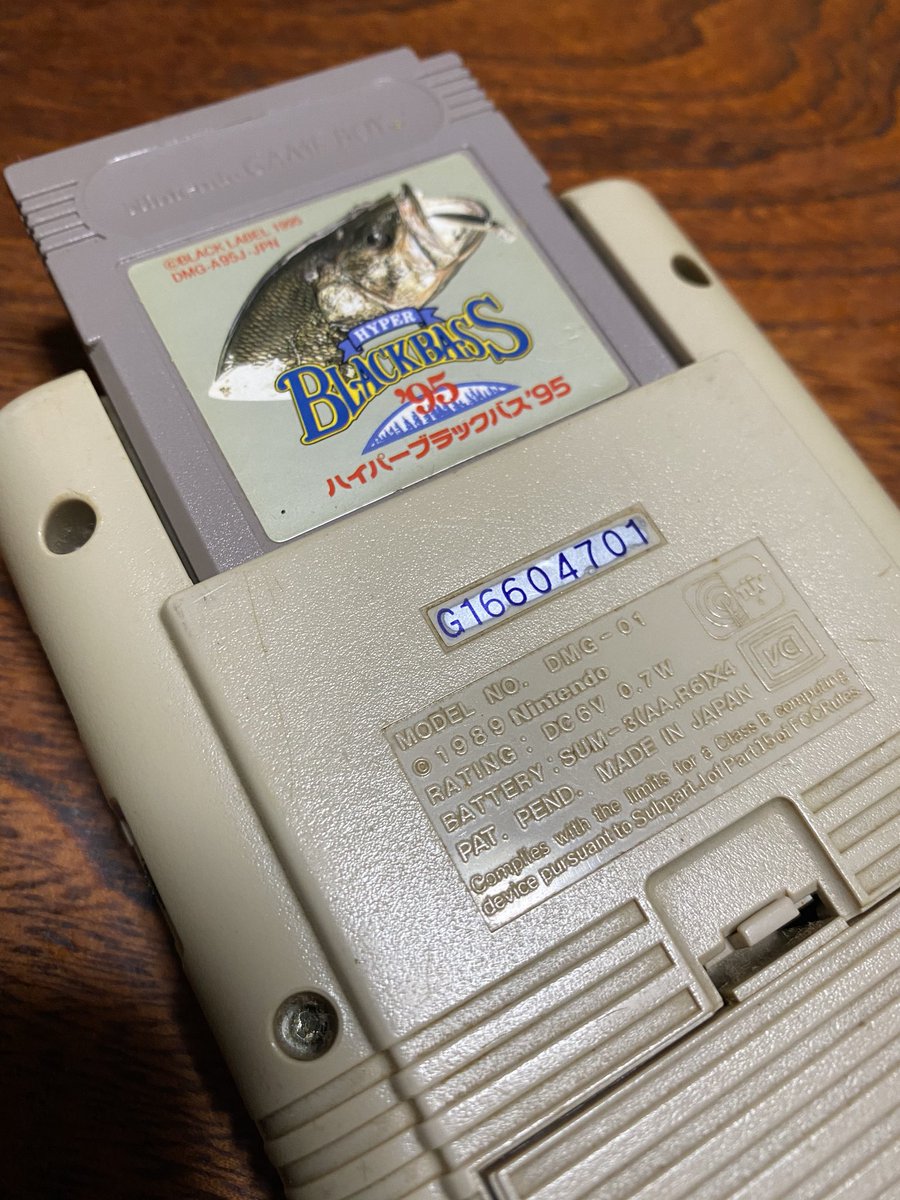 Nintendo GAME BOY
©BLACK LABEL 1995
DMG-A95J-JPN
HYPER
BLACKBASS
'95
ハイパーブラックバス'95
G16604701
MODEL NO. DMG-01
©1989 Nintendo
RATING: DC6V 0.7W
BATTERY: SUM-3(AA,R6)X4
PAT. PEND. MADE IN JAPAN
Complies with the limits for a Class B computing
device pursuant to Subpart J of Part 15 of FCC Rules.